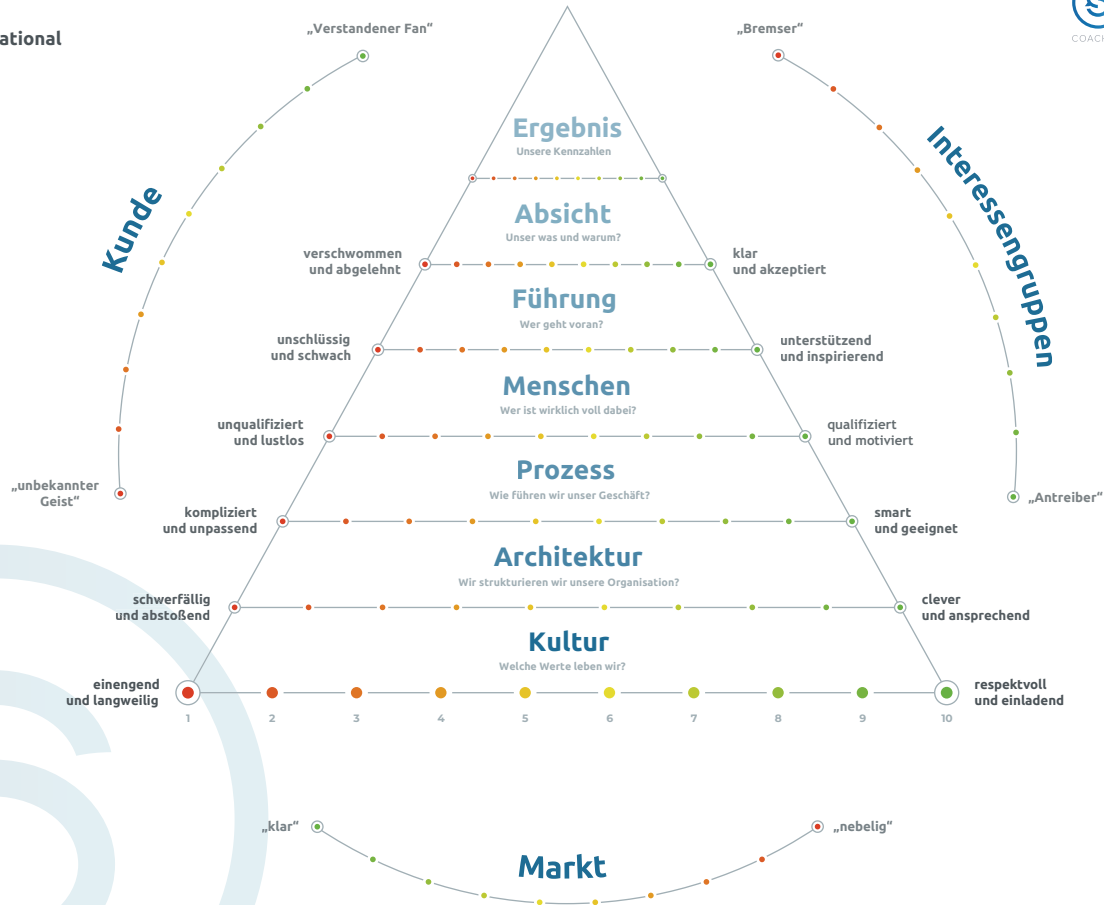 ational
„Verstandener Fan“
„Bremser“
COACH
Kunde
Interessengruppen
Ergebnis
Unsere Kennzahlen
Absicht
Unser was und warum?
verschwommen
und abgelehnt
klar
und akzeptiert
Führung
Wer geht voran?
unschlüssig
und schwach
unterstützend
und inspirierend
Menschen
Wer ist wirklich voll dabei?
unqualifiziert
und lustlos
qualifiziert
und motiviert
Prozess
Wie führen wir unser Geschäft?
„unbekannter
Geist“
„Antreiber“
kompliziert
und unpassend
smart
und geeignet
Architektur
Wir strukturieren wir unsere Organisation?
schwerfällig
und abstoßend
clever
und ansprechend
Kultur
Welche Werte leben wir?
einengend
und langweilig
respektvoll
und einladend
1 2 3 4 5 6 7 8 9 10
„klar“
„nebelig“
Markt